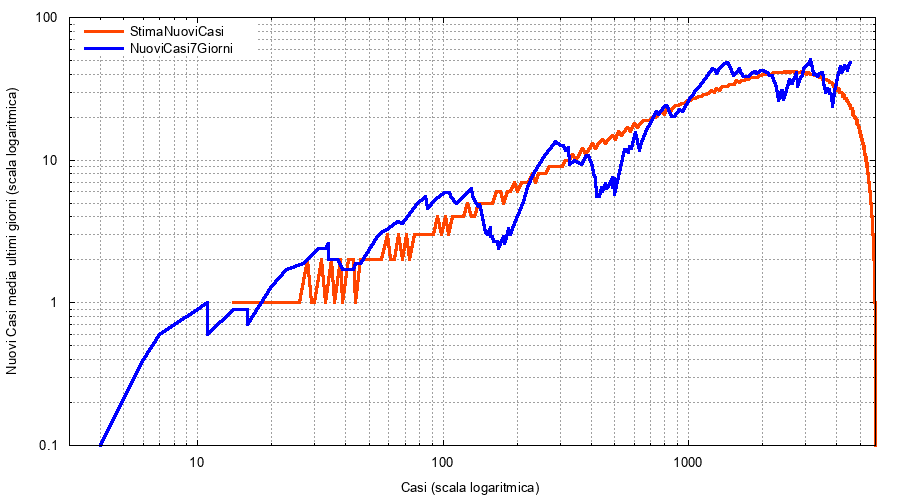 StimaNuoviCasi
NuoviCasi7Giorni
100
10
1
0.1
Nuovi Casi media ultimi giorni (scala logaritmica)
10
100
1000
Casi (scala logaritmica)